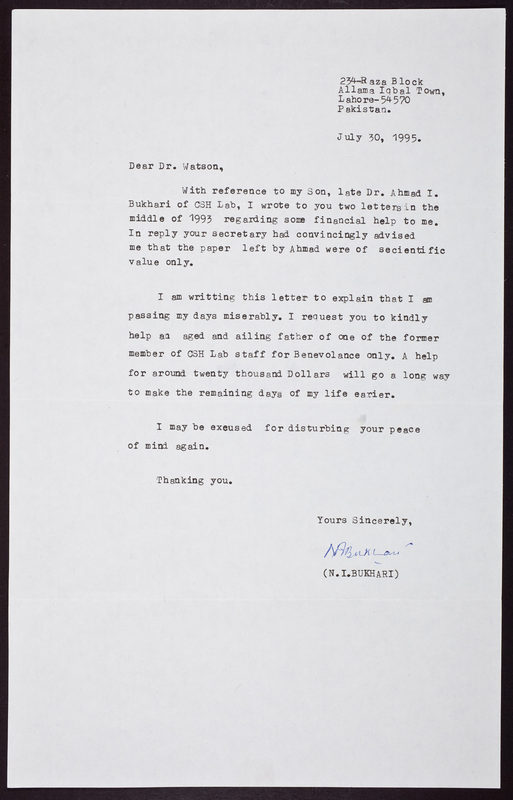 234-Raza Block
Allama Iqbal Town,
Lahore-54570
Pakistan.
July 30, 1995.
Dear Dr. Watson,
With reference to my Son, late Dr. Ahmad I.
Bukhari of CSH Lab, I wrote to you two letters in the
middle of 1993 regarding some financial help to me.
In reply your secretary had convincingly advised
me that the paper left by Ahmad were of secientific
value only.
I am writting this letter to explain that I am
passing my days miserably. I request you to kindly
help an aged and ailing father of one of the former
member of CSH Lab staff for Benevolance only. A help
for around twenty thousand Dollars will go a long way
to make the remaining days of my life earier.
I may be excused for disturbing your peace
of mind again.
Thanking you.
Yours Sincerely,
NABukhari
(N.I.BUKHARI)